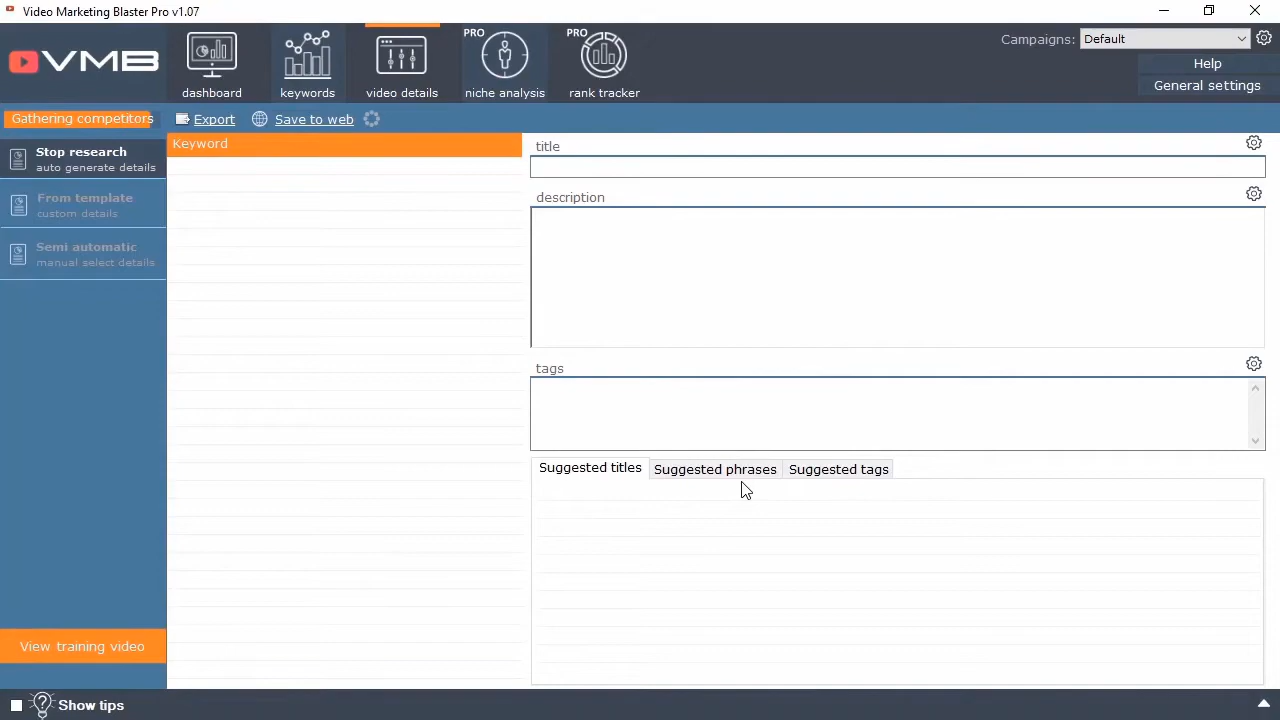 Video Marketing Blaster Pro v1.07
VMB
dashboard
keywords
video details
PRO
niche analysis
PRO
rank tracker
Campaigns:
Default
Help
General settings
Gathering competitors
Export
Save to web
Stop research
auto generate details
From template
custom details
Semi automatic
manual select details
View training video
Keyword
title
description
tags
Suggested titles
Suggested phrases
Suggested tags
Show tips